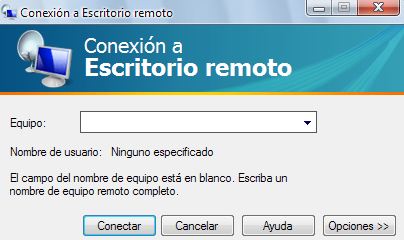 Conexión a Escritorio remoto
Conexión a
Escritorio remoto
Equipo:
Nombre de usuario: Ninguno especificado
El campo del nombre de equipo está en blanco. Escriba un
nombre de equipo remoto completo.
Conectar Cancelar Ayuda Opciones >>